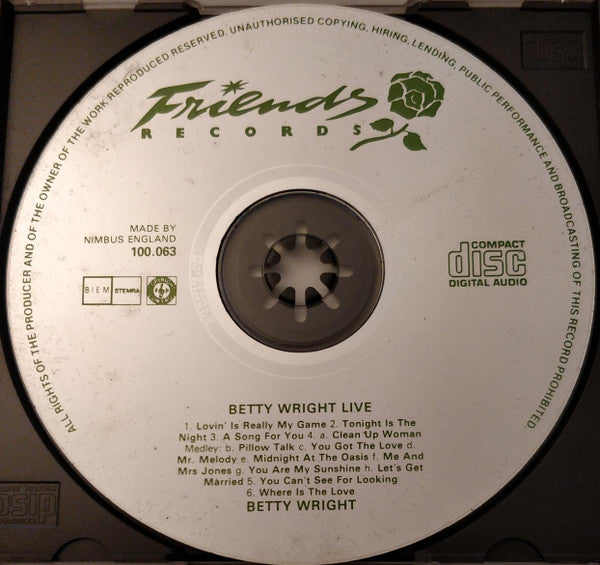 ALL RIGHTS OF THE PRODUCER AND OF THE OWNER OF THE WORK REPRODUCED RESERVED. UNAUTHORISED COPYING, HIRING, LENDING, PUBLIC PERFORMANCE AND BROADCASTING OF THIS RECORD PROHIBITED.
Friends
RECORDS
MADE BY
NIMBUS ENGLAND
100.063
BIEM STEMRA
COMPACT
disc
DIGITAL AUDIO
BETTY WRIGHT LIVE
1. Lovin' Is Really My Game 2. Tonight Is The
Night 3. A Song For You 4. a. Clean Up Woman
Medley: b. Pillow Talk c. You Got The Love d.
Mr. Melody e. Midnight At The Oasis f. Me And
Mrs Jones g. You Are My Sunshine h. Let's Get
Married 5. You Can't See For Looking
6. Where Is The Love
BETTY WRIGHT